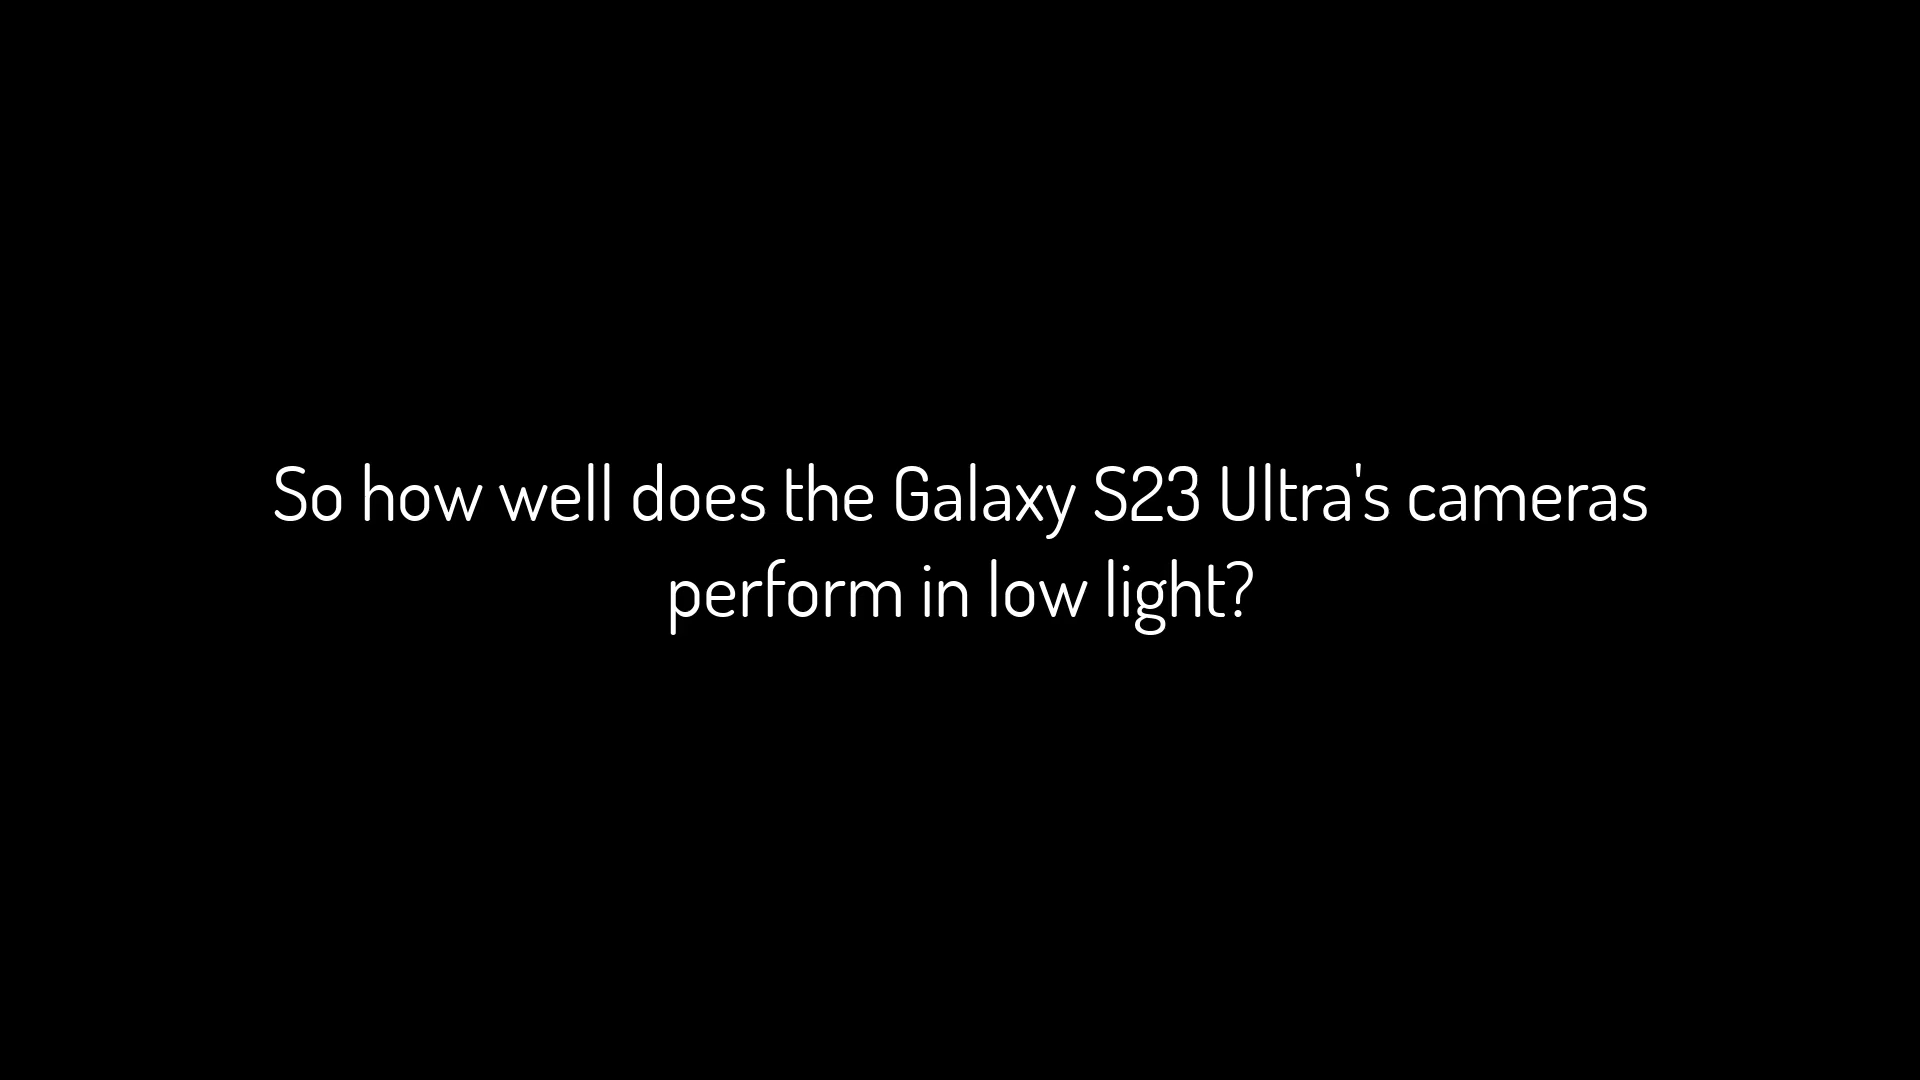 So how well does the Galaxy S23 Ultra's cameras
perform in low light?